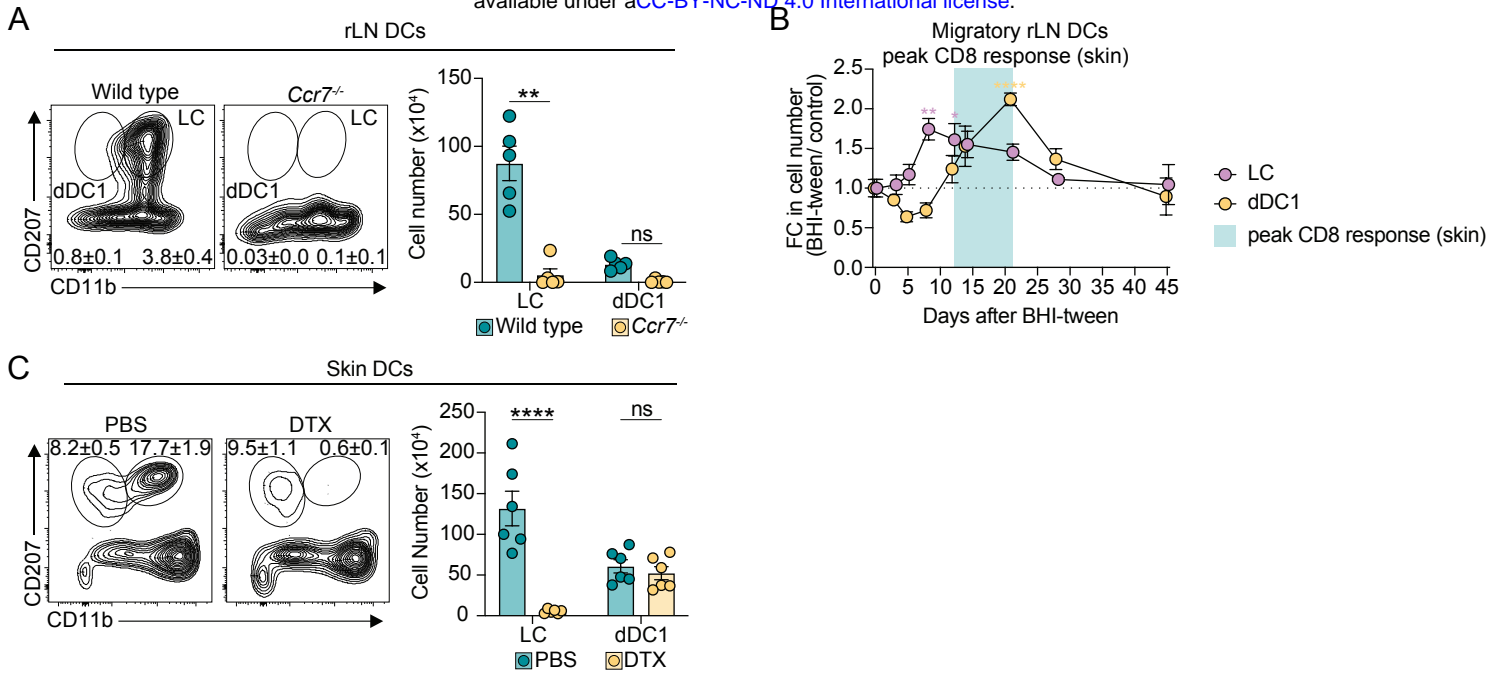 available under aCC-BY-NC-ND 4.0 International license.
A
rLN DCs
Wild type
Ccr7-/-
LC
dDC1
0.8±0.1 3.8±0.4
LC
dDC1
0.03±0.0 0.1±0.1
CD207
CD11b
Cell number (x10⁴)
150
100
50
0
**
ns
LC
dDC1
Wild type
Ccr7-/-
B
Migratory rLN DCs
peak CD8 response (skin)
FC in cell number
(BHI-tween/ control)
2.5
2.0
1.5
1.0
0.5
0.0
**
*
****
0 5 10 15 20 25 30 35 40 45
Days after BHI-tween
LC
dDC1
peak CD8 response (skin)
C
Skin DCs
PBS
DTX
8.2±0.5 17.7±1.9
9.5±1.1 0.6±0.1
CD207
CD11b
Cell Number (x10⁴)
250
200
150
100
50
0
****
ns
LC
dDC1
PBS
DTX